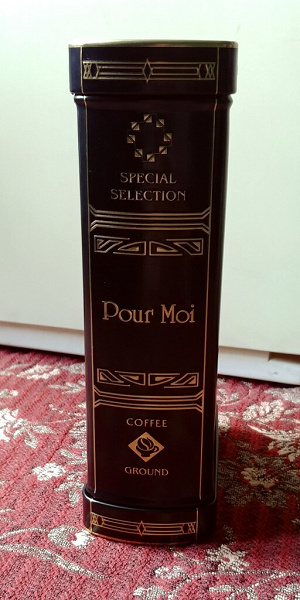 SPECIAL
SELECTION
Pour Moi
COFFEE
GROUND